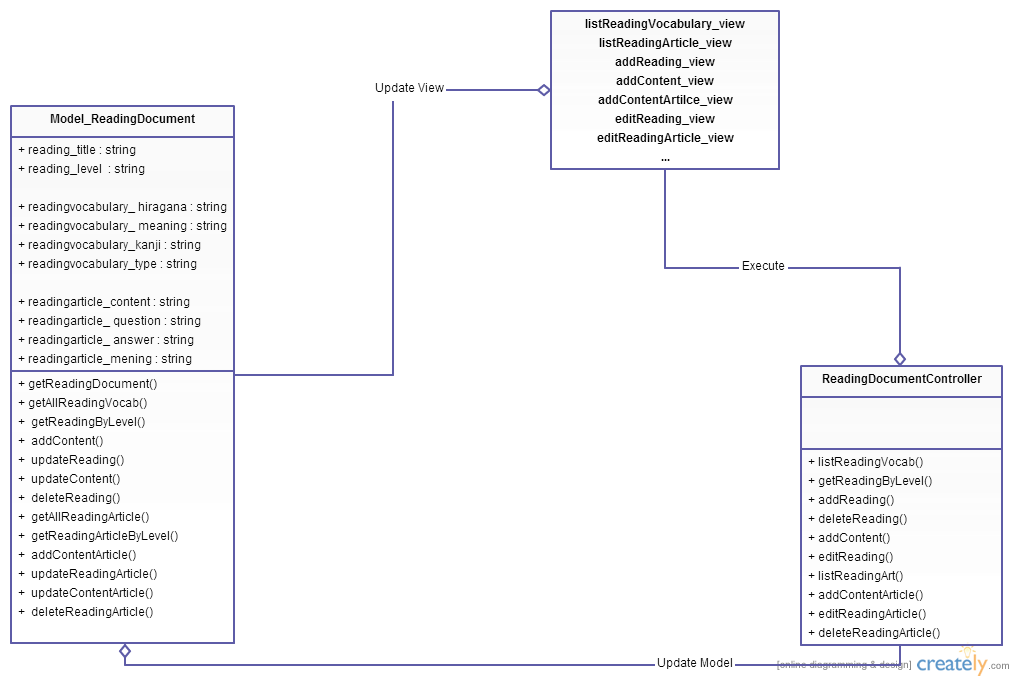 listReadingVocabulary_view
listReadingArticle_view
addReading_view
addContent_view
addContentArtilce_view
editReading_view
editReadingArticle_view
...
Update View
Model_ReadingDocument
+ reading_title : string
+ reading_level : string
+ readingvocabulary_ hiragana : string
+ readingvocabulary_ meaning : string
+ readingvocabulary_kanji : string
+ readingvocabulary_type : string
+ readingarticle_content : string
+ readingarticle_ question : string
+ readingarticle_ answer : string
+ readingarticle_mening : string
+ getReadingDocument()
+ getAllReadingVocab()
+ getReadingByLevel()
+ addContent()
+ updateReading()
+ updateContent()
+ deleteReading()
+ getAllReadingArticle()
+ getReadingArticleByLevel()
+ addContentArticle()
+ updateReadingArticle()
+ updateContentArticle()
+ deleteReadingArticle()
Execute
ReadingDocumentController
+ listReadingVocab()
+ getReadingByLevel()
+ addReading()
+ deleteReading()
+ addContent()
+ editReading()
+ listReadingArt()
+ addContentArticle()
+ editReadingArticle()
+ deleteReadingArticle()
Update Model
[online diagramming & design] creately.com